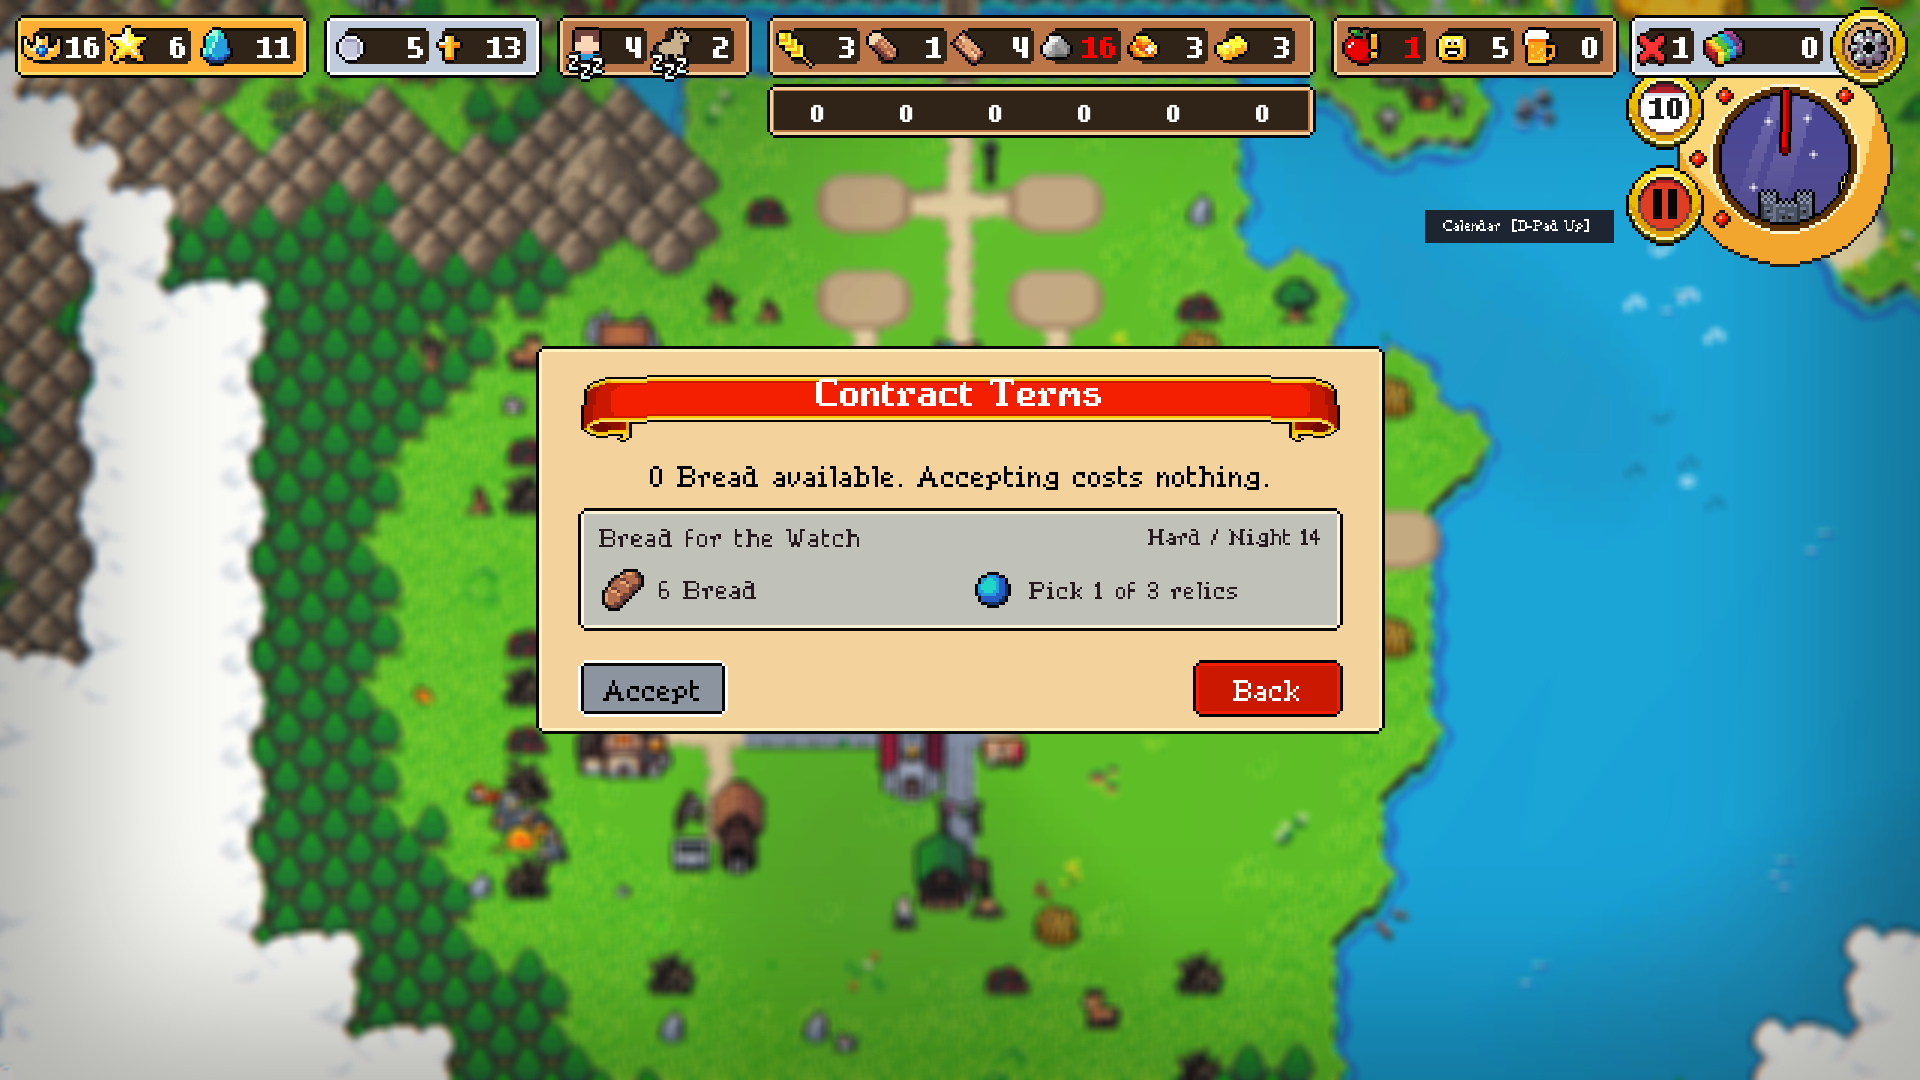 16 6 11 5 13 4 2 3 1 4 16 3 3 1 5 0 1 0
0 0 0 0 0 0
10
Calendar [D-Pad Up]
Contract Terms
0 Bread available. Accepting costs nothing.
Bread for the Watch Hard / Night 14
6 Bread Pick 1 of 3 relics
Accept Back